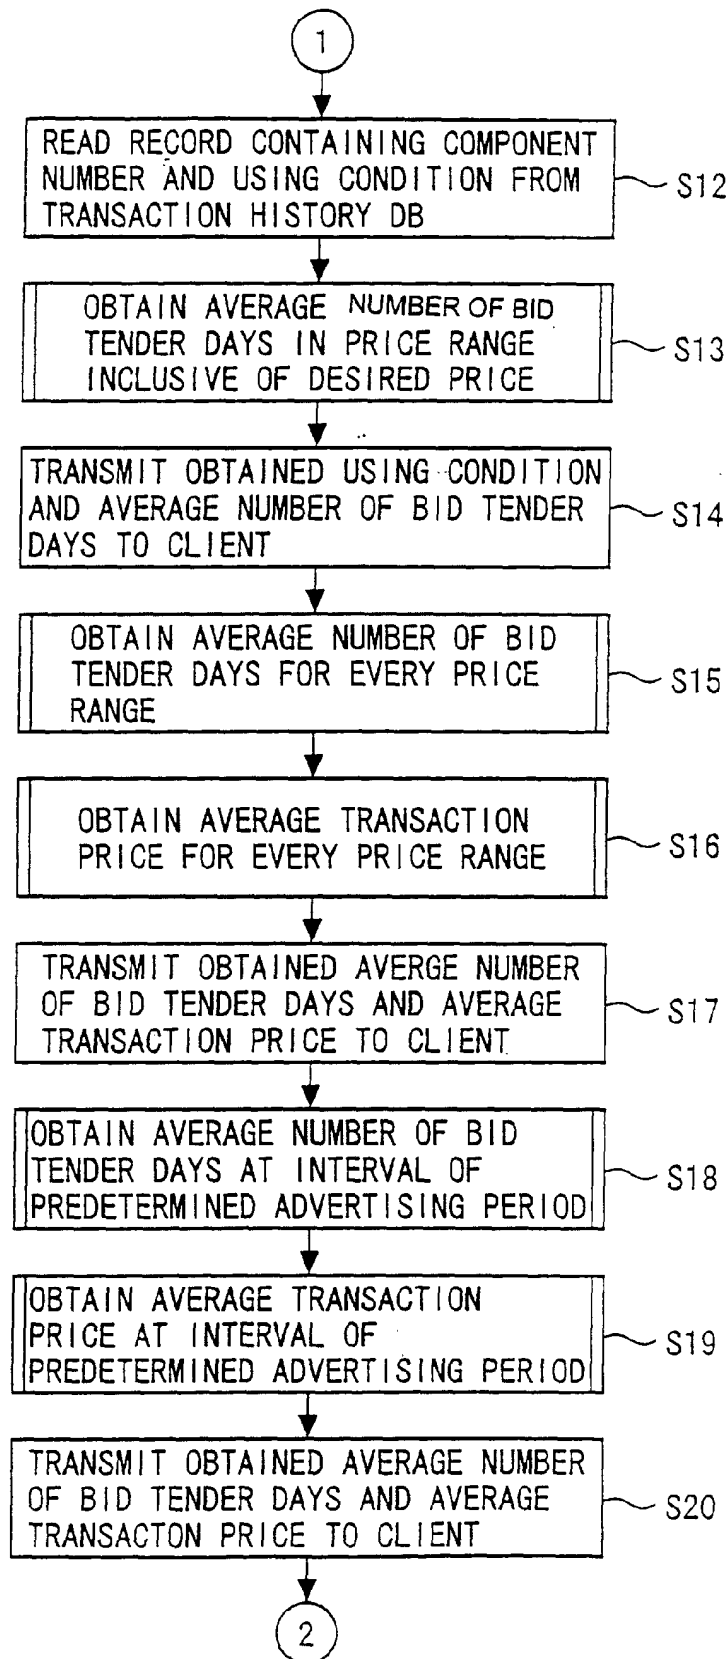 1
READ RECORD CONTAINING COMPONENT
NUMBER AND USING CONDITION FROM
TRANSACTION HISTORY DB
S12
OBTAIN AVERAGE NUMBER OF BID
TENDER DAYS IN PRICE RANGE
INCLUSIVE OF DESIRED PRICE
S13
TRANSMIT OBTAINED USING CONDITION
AND AVERAGE NUMBER OF BID TENDER
DAYS TO CLIENT
S14
OBTAIN AVERAGE NUMBER OF BID
TENDER DAYS FOR EVERY PRICE
RANGE
S15
OBTAIN AVERAGE TRANSACTION
PRICE FOR EVERY PRICE RANGE
S16
TRANSMIT OBTAINED AVERGE NUMBER
OF BID TENDER DAYS AND AVERAGE
TRANSACTION PRICE TO CLIENT
S17
OBTAIN AVERAGE NUMBER OF BID
TENDER DAYS AT INTERVAL OF
PREDETERMINED ADVERTISING PERIOD
S18
OBTAIN AVERAGE TRANSACTION
PRICE AT INTERVAL OF
PREDETERMINED ADVERTISING PERIOD
S19
TRANSMIT OBTAINED AVERAGE NUMBER
OF BID TENDER DAYS AND AVERAGE
TRANSACTON PRICE TO CLIENT
S20
2